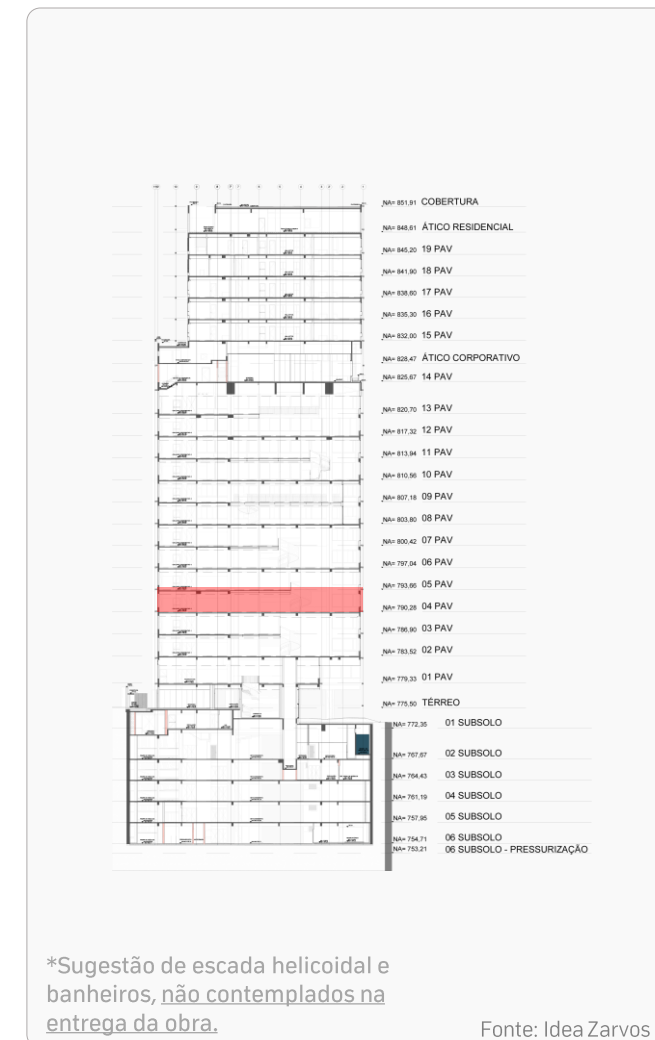 NA= 851,91 COBERTURA
NA= 848,61 ÁTICO RESIDENCIAL
NA= 845,20 19 PAV
NA= 841,90 18 PAV
NA= 838,60 17 PAV
NA= 835,30 16 PAV
NA= 832,00 15 PAV
NA= 828,47 ÁTICO CORPORATIVO
NA= 825,67 14 PAV
NA= 820,70 13 PAV
NA= 817,32 12 PAV
NA= 813,94 11 PAV
NA= 810,56 10 PAV
NA= 807,18 09 PAV
NA= 803,80 08 PAV
NA= 800,42 07 PAV
NA= 797,04 06 PAV
NA= 793,66 05 PAV
NA= 790,28 04 PAV
NA= 786,90 03 PAV
NA= 783,52 02 PAV
NA= 779,33 01 PAV
NA= 775,50 TÉRREO
NA= 772,35 01 SUBSOLO
NA= 767,67 02 SUBSOLO
NA= 764,43 03 SUBSOLO
NA= 761,19 04 SUBSOLO
NA= 757,95 05 SUBSOLO
NA= 754,71 06 SUBSOLO
NA= 753,21 06 SUBSOLO - PRESSURIZAÇÃO
*Sugestão de escada helicoidal e
banheiros, não contemplados na
entrega da obra.
Fonte: Idea Zarvos